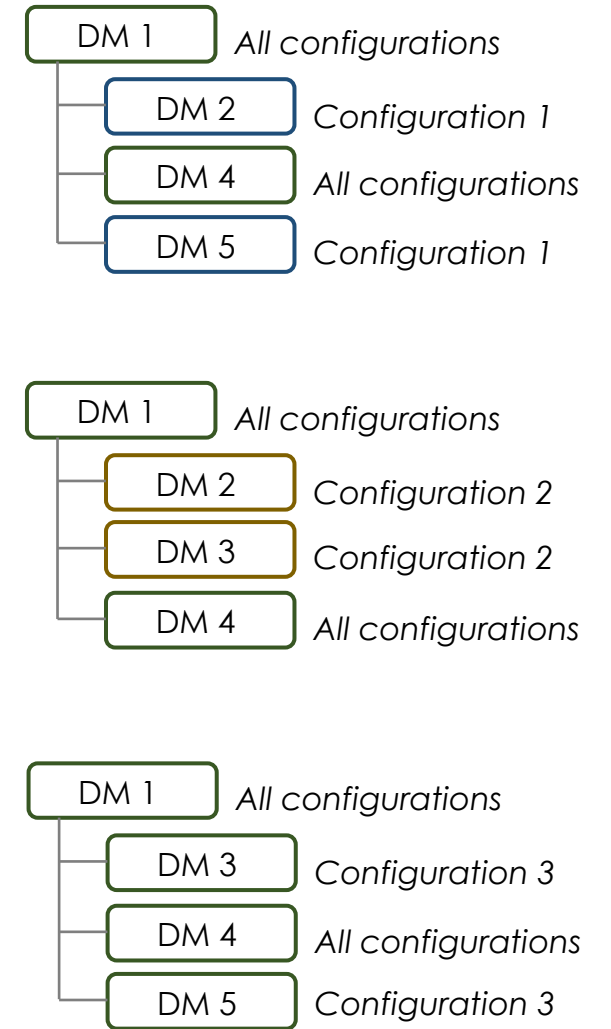 DM 1 All configurations
DM 2 Configuration 1
DM 4 All configurations
DM 5 Configuration 1
DM 1 All configurations
DM 2 Configuration 2
DM 3 Configuration 2
DM 4 All configurations
DM 1 All configurations
DM 3 Configuration 3
DM 4 All configurations
DM 5 Configuration 3